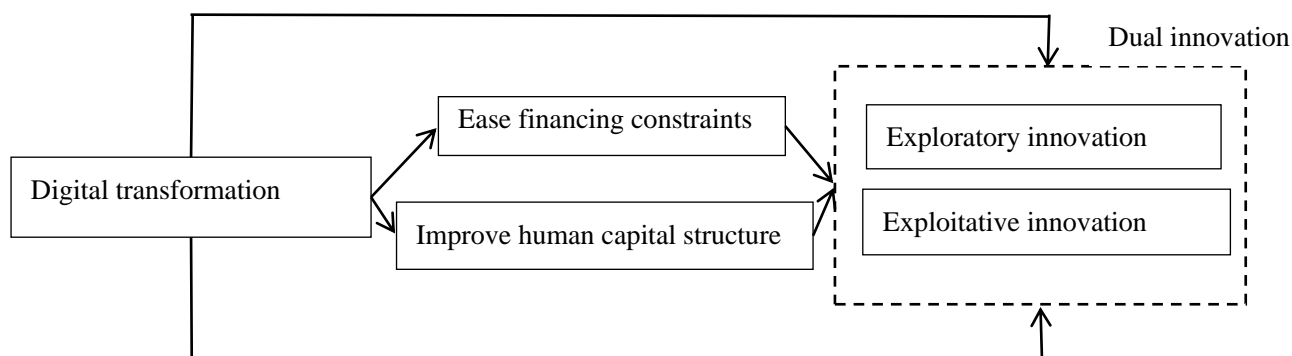 Dual innovation
Ease financing constraints
Exploratory innovation
Digital transformation
Improve human capital structure
Exploitative innovation